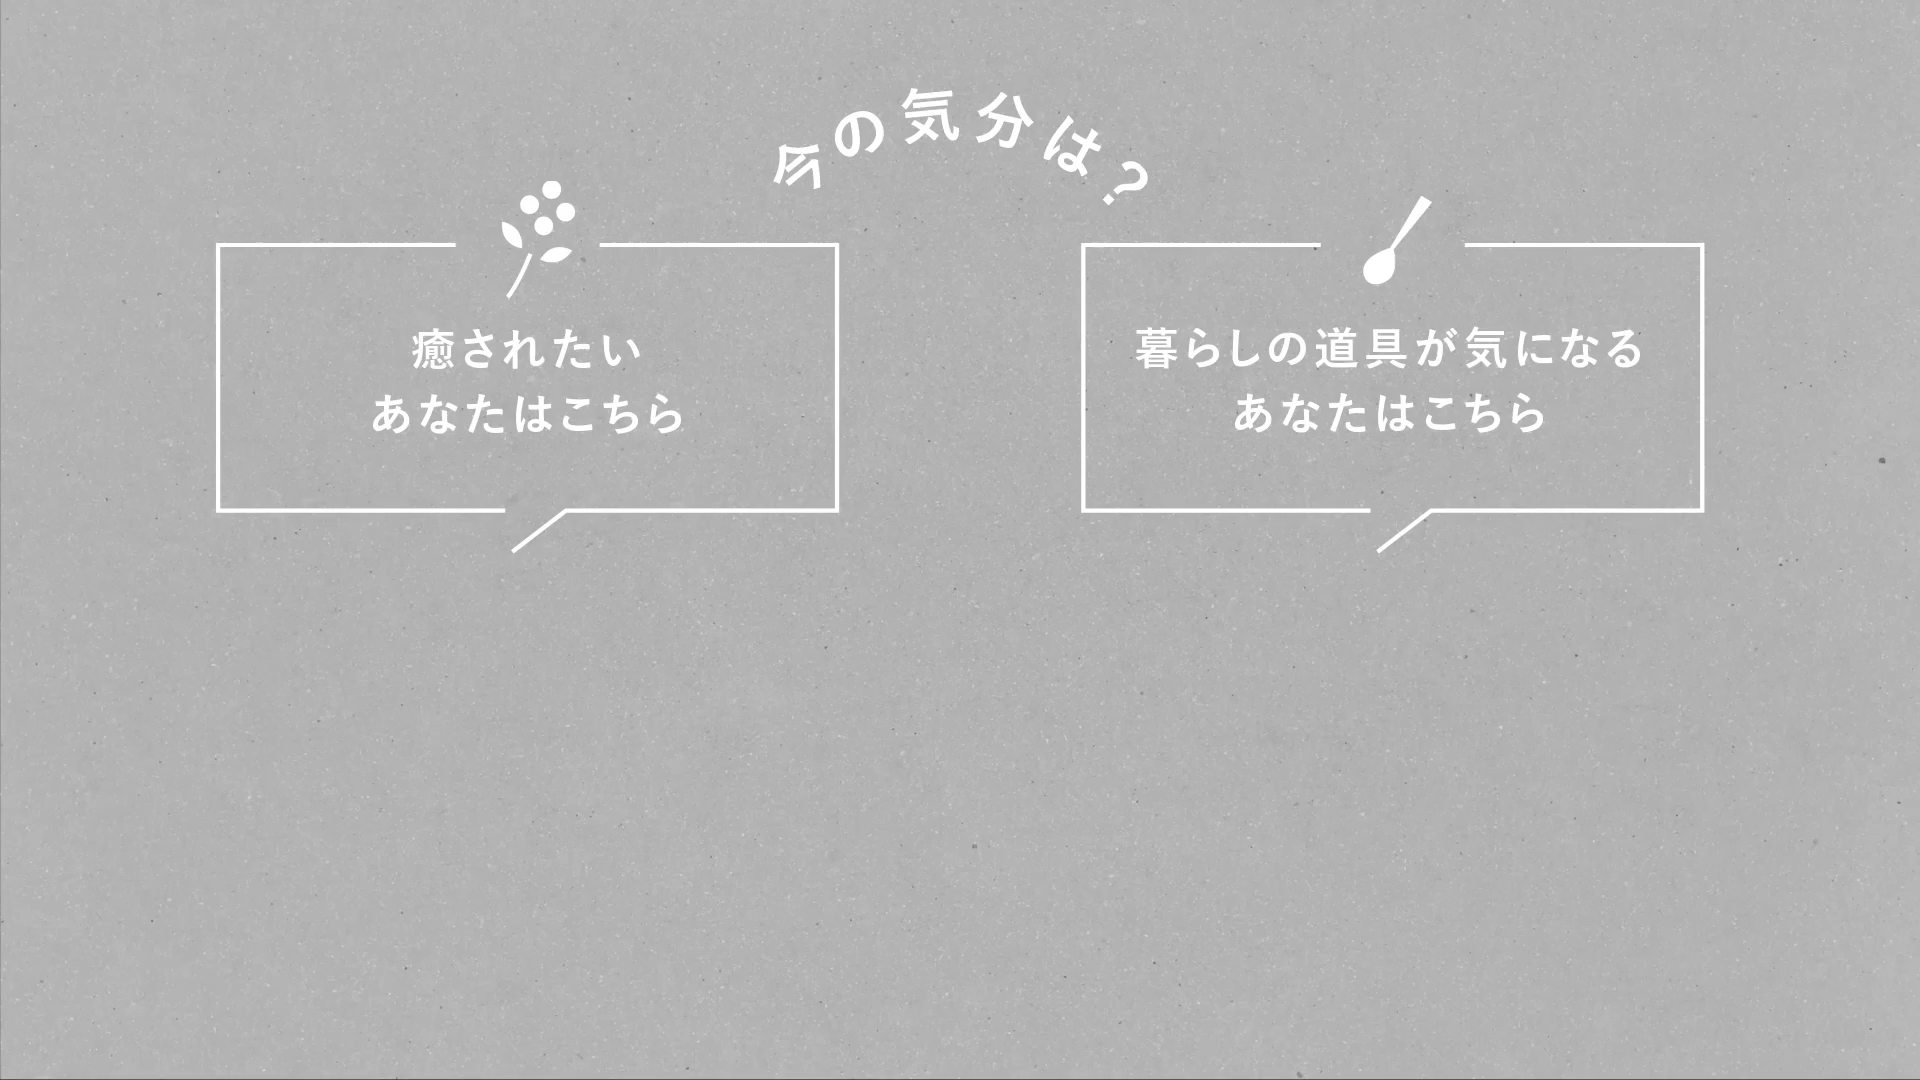 今の気分は?
癒されたい
あなたはこちら
暮らしの道具が気になる
あなたはこちら